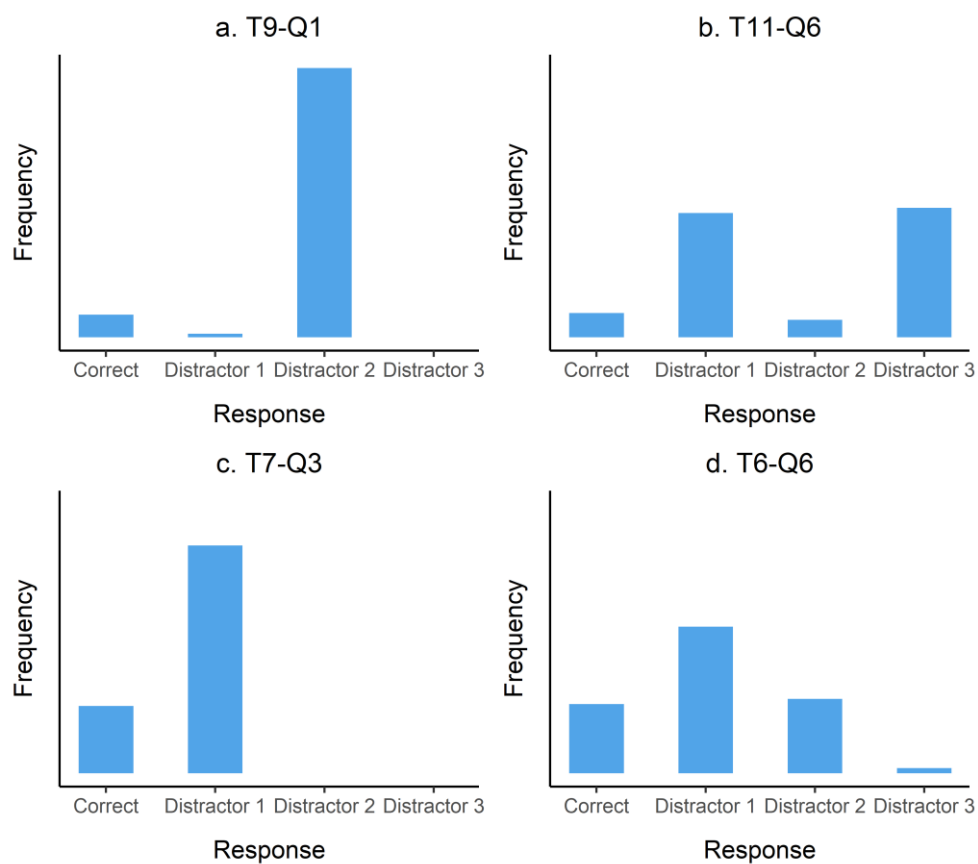 a. T9-Q1
Frequency
Correct Distractor 1 Distractor 2 Distractor 3
Response
b. T11-Q6
Frequency
Correct Distractor 1 Distractor 2 Distractor 3
Response
c. T7-Q3
Frequency
Correct Distractor 1 Distractor 2 Distractor 3
Response
d. T6-Q6
Frequency
Correct Distractor 1 Distractor 2 Distractor 3
Response